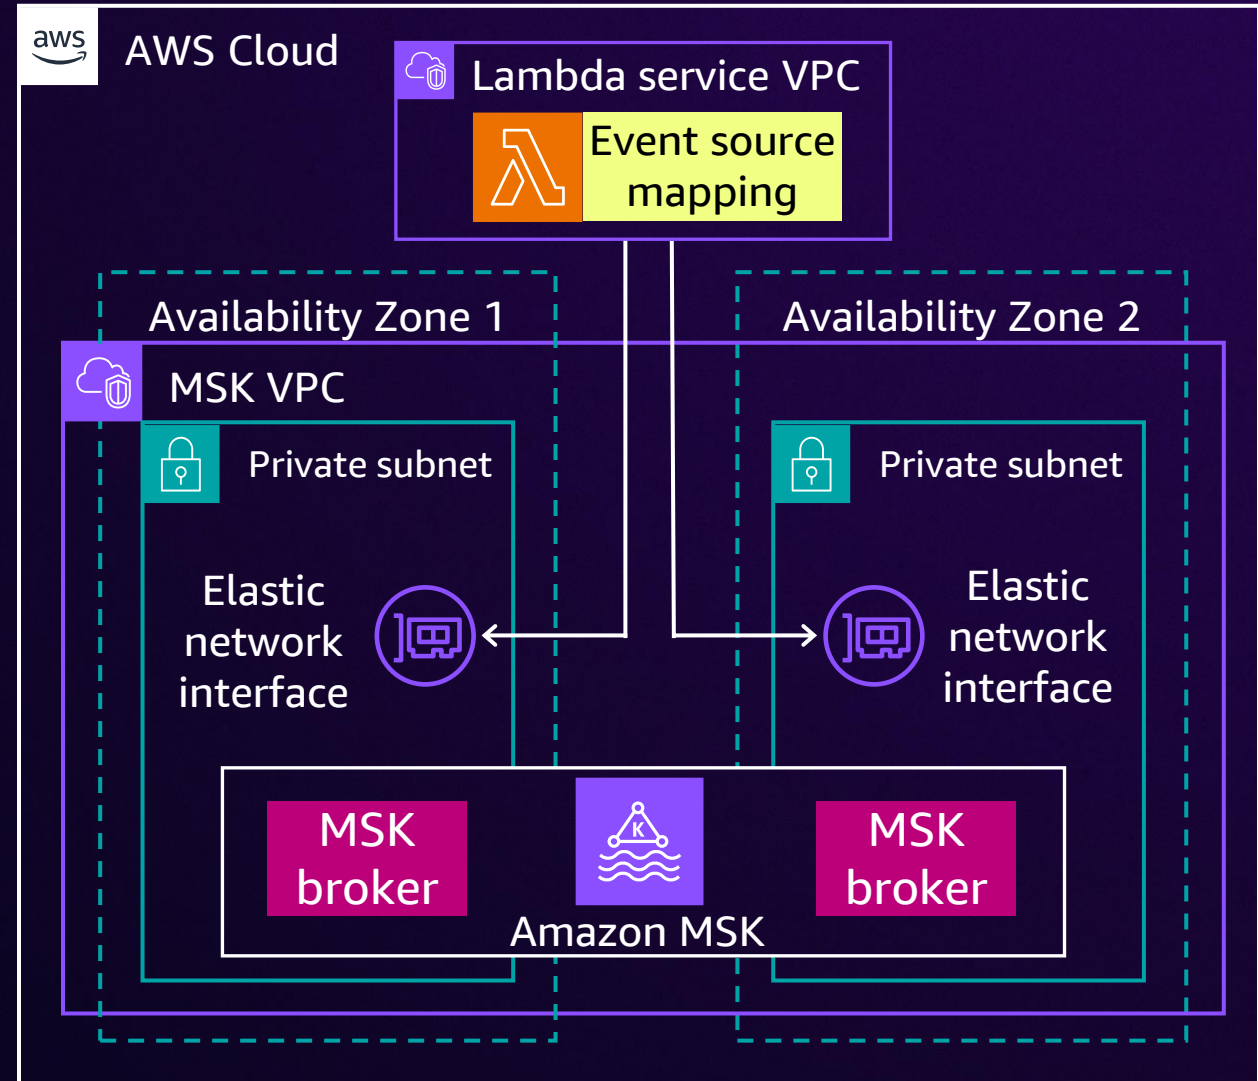 aws
AWS Cloud
Lambda service VPC
Event source
mapping
Availability Zone 1
Availability Zone 2
MSK VPC
Private subnet
Private subnet
Elastic
network
interface
Elastic
network
interface
MSK
broker
K
MSK
broker
Amazon MSK